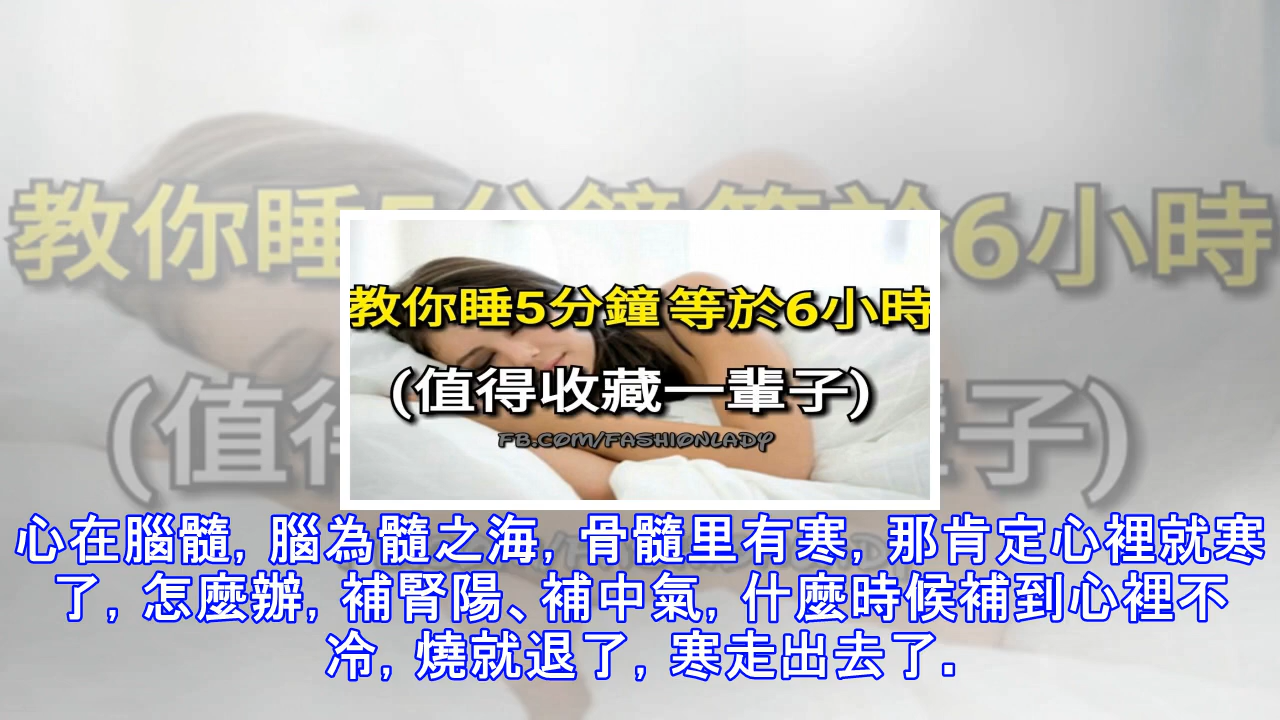 教你睡5分鐘 等於6小時
(值得收藏一輩子)
FB.COM/FASHIONLADY
心在腦髓, 腦為髓之海, 骨髓里有寒, 那肯定心裡就寒
了, 怎麼辦, 補腎陽、補中氣, 什麼時候補到心裡不
冷, 燒就退了, 寒走出去了.